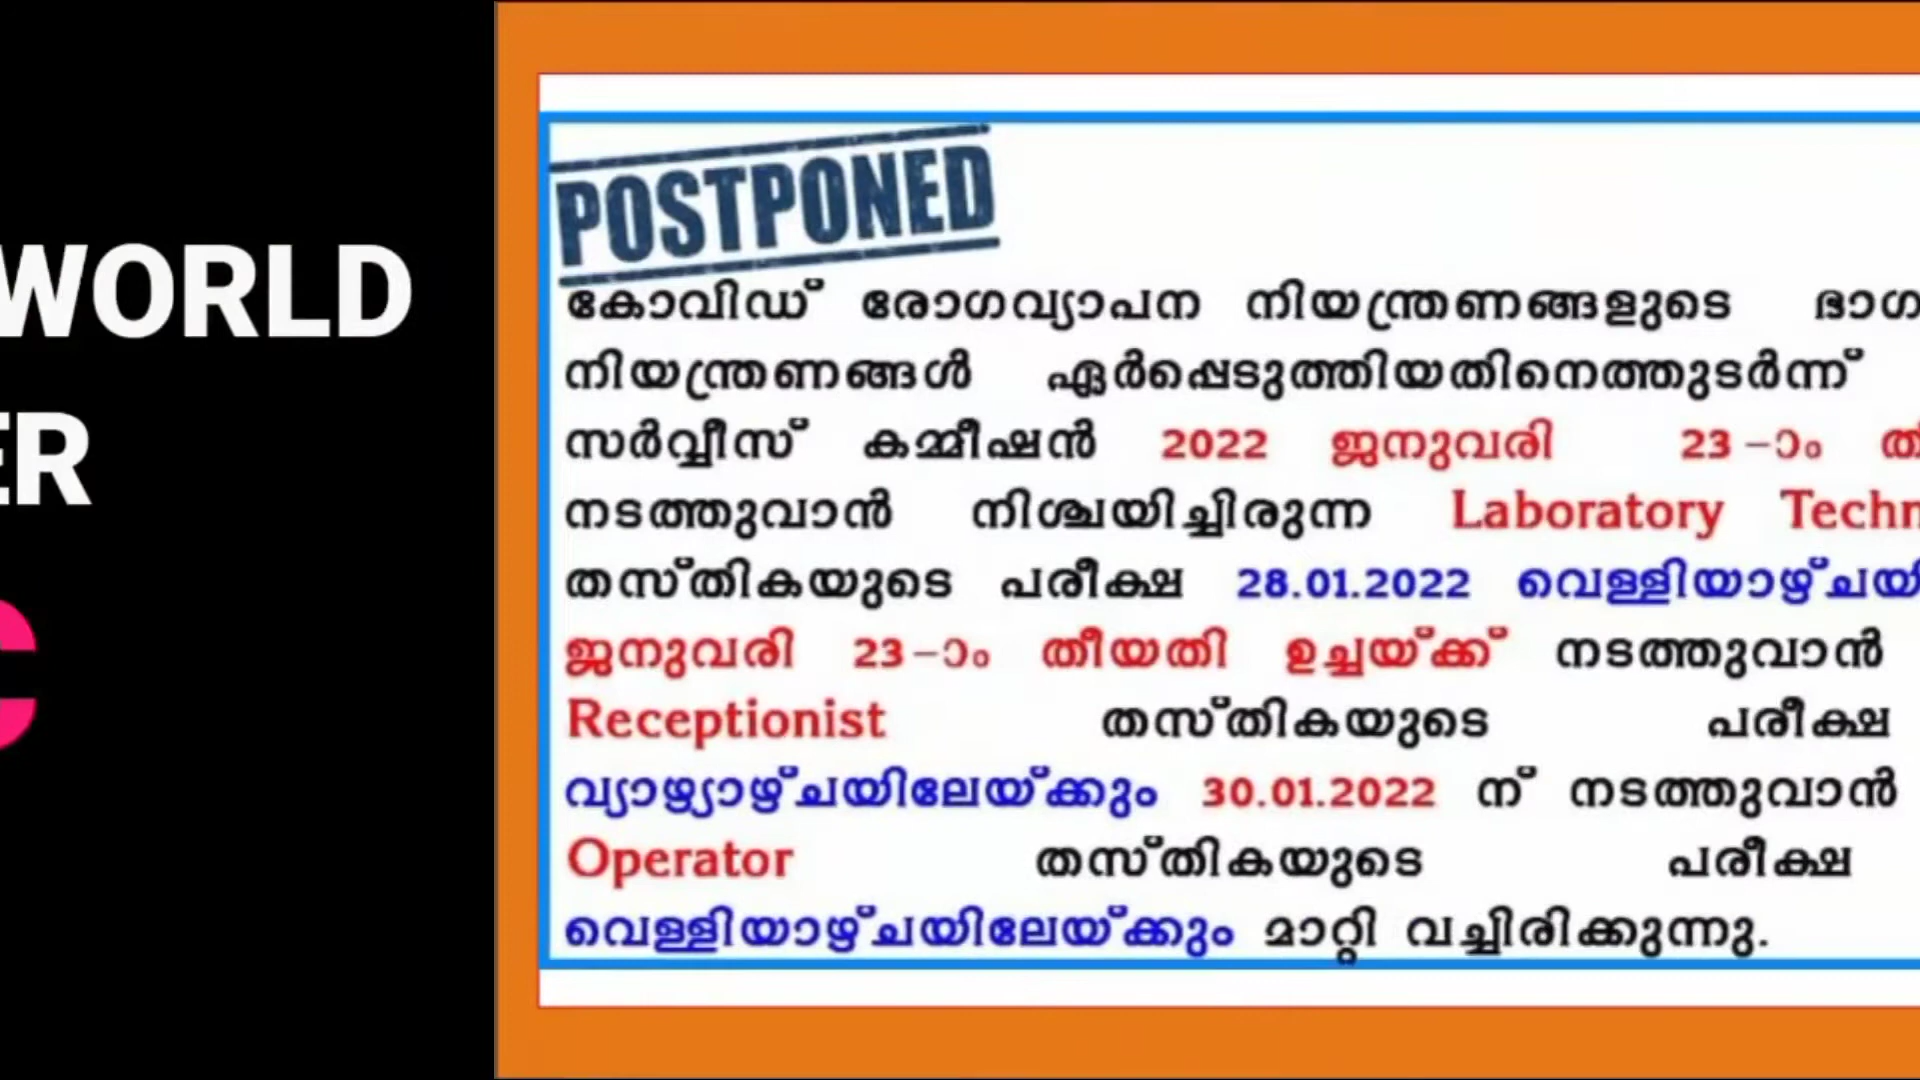 WORLD
ER
C
POSTPONED
കോവിഡ് രോഗവ്യാപന നിയന്ത്രണങ്ങളുടെ ഭാഗ
നിയന്ത്രണങ്ങൾ ഏർപ്പെടുത്തിയതിനെത്തുടർന്ന്
സർവ്വീസ് കമ്മീഷൻ 2022 ജനുവരി 23-ാം തി
നടത്തുവാൻ നിശ്ചയിച്ചിരുന്ന Laboratory Techn
തസ്തികയുടെ പരീക്ഷ 28.01.2022 വെള്ളിയാഴ്ചയി
ജനുവരി 23-ാം തീയതി ഉച്ചയ്ക്ക് നടത്തുവാൻ
Receptionist തസ്തികയുടെ പരീക്ഷ
വ്യാഴ്യാഴ്ചയിലേയ്ക്കും 30.01.2022 ന് നടത്തുവാൻ
Operator തസ്തികയുടെ പരീക്ഷ
വെള്ളിയാഴ്ചയിലേയ്ക്കും മാറ്റി വച്ചിരിക്കുന്നു.